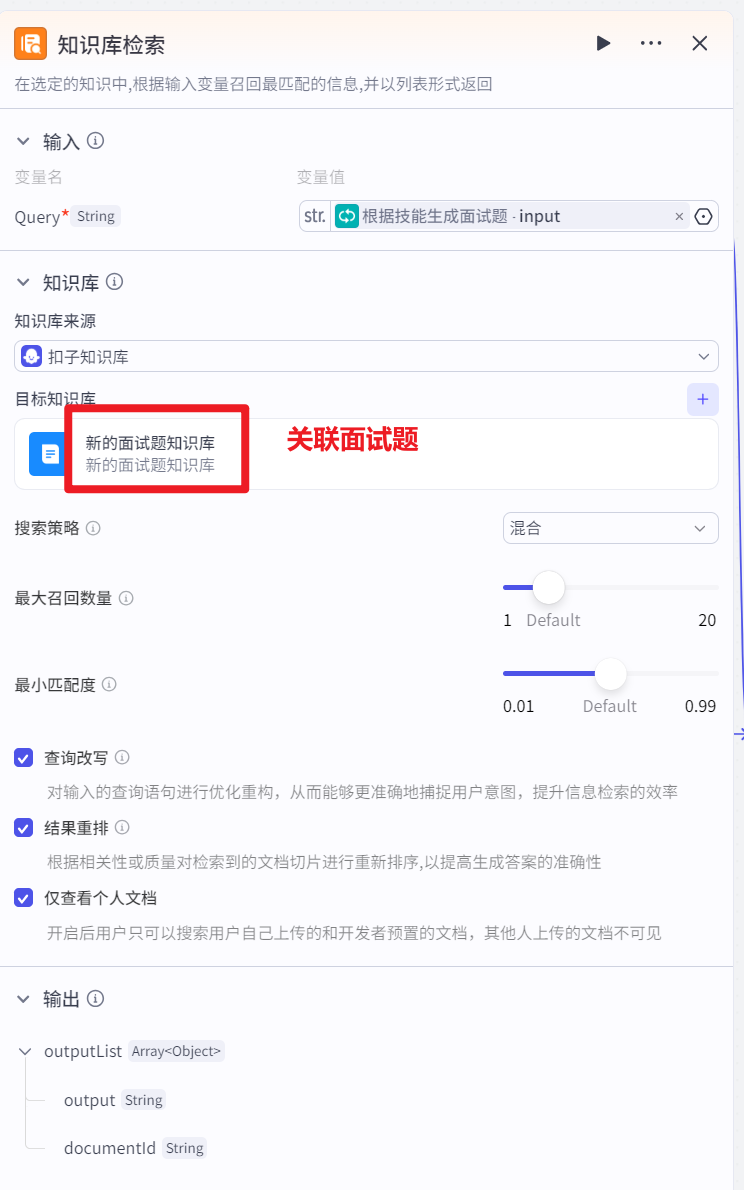 知识库检索
在选定的知识中,根据输入变量召回最匹配的信息,并以列表形式返回
输入
变量名 变量值
Query* String str. 根据技能生成面试题 - input
知识库
知识库来源
扣子知识库
目标知识库
新的面试题知识库
新的面试题知识库
关联面试题
搜索策略 混合
最大召回数量
1 Default 20
最小匹配度
0.01 Default 0.99
查询改写
对输入的查询语句进行优化重构，从而能够更准确地捕捉用户意图，提升信息检索的效率
结果重排
根据相关性或质量对检索到的文档切片进行重新排序,以提高生成答案的准确性
仅查看个人文档
开启后用户只可以搜索用户自己上传的和开发者预置的文档，其他人上传的文档不可见
输出
outputList Array<Object>
output String
documentId String